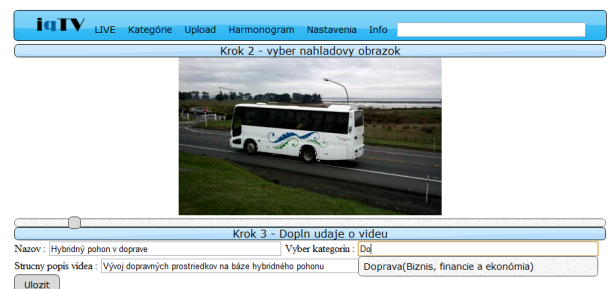 iqTV LIVE Kategórie Upload Harmonogram Nastavenia Info
Krok 2 - vyber nahladovy obrazok
Krok 3 - Dopln udaje o videu
Nazov : Hybridný pohon v doprave Vyber kategoriu : Do
Strucny popis videa : Vývoj dopravných prostriedkov na báze hybridného pohonu Doprava(Biznis, financie a ekonómia)
Ulozit